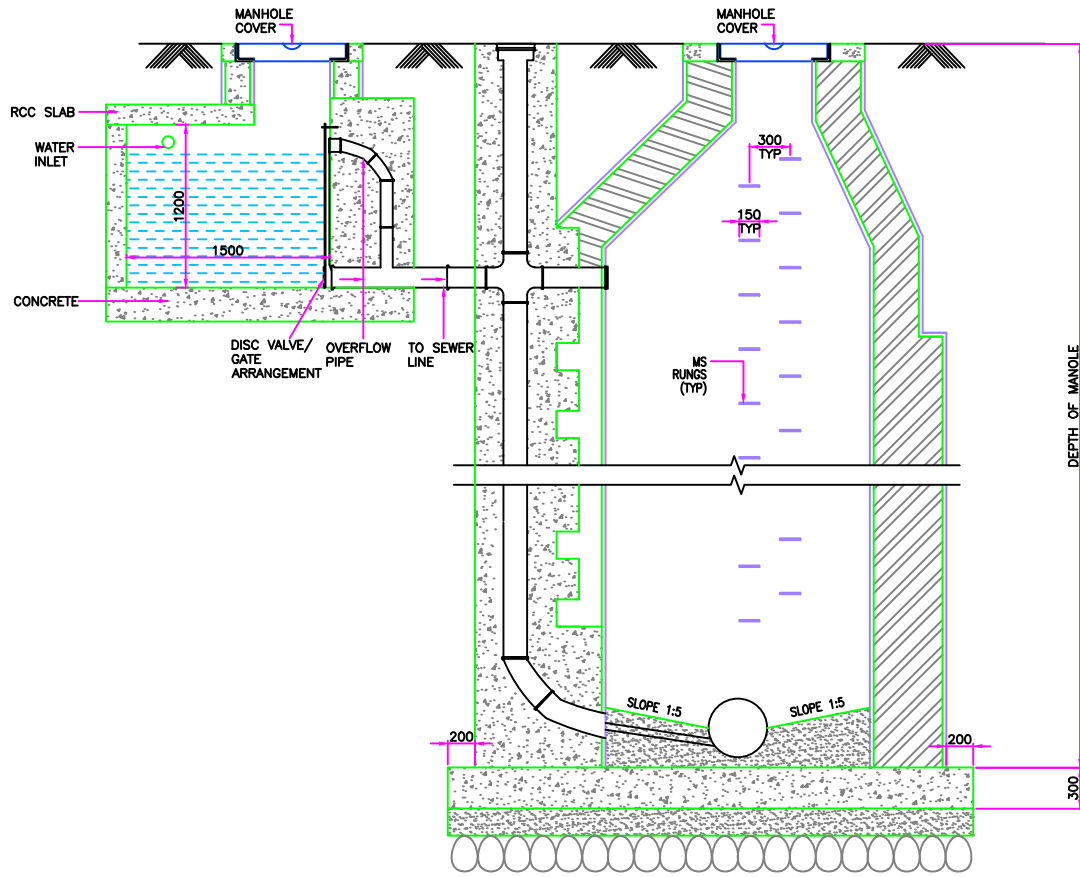 MANHOLE
COVER
MANHOLE
COVER
RCC SLAB
WATER
INLET
1200
1500
CONCRETE
DISC VALVE/
GATE
ARRANGEMENT
OVERFLOW
PIPE
TO SEWER
LINE
300
TYP
150
TYP
MS
RUNGS
(TYP)
DEPTH OF MANOLE
SLOPE 1:5
SLOPE 1:5
200
200
300